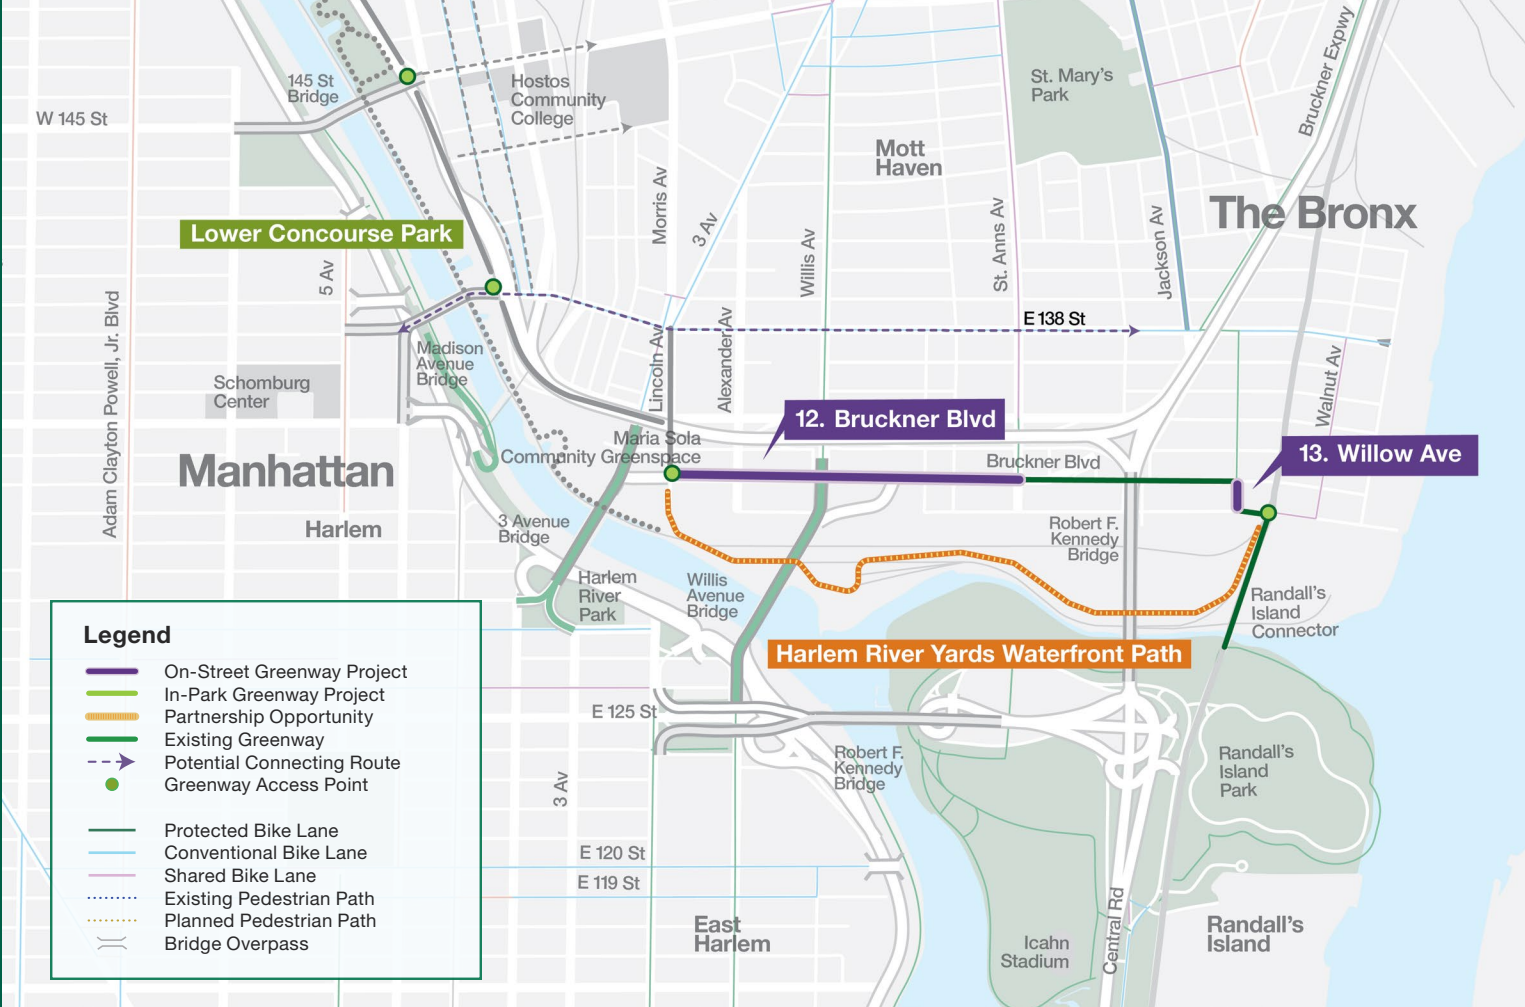 145 St
Bridge
W 145 St
Hostos
Community
College
St. Mary's
Park
Bruckner Expwy
Mott
Haven
The Bronx
Lower Concourse Park
5 Av
Morris Av
3 Av
Willis Av
St. Anns Av
Jackson Av
Adam Clayton Powell, Jr. Blvd
E 138 St
Madison
Avenue
Bridge
Lincoln Av
Alexander Av
Walnut Av
Schomburg
Center
12. Bruckner Blvd
Maria Sola
Community Greenspace
Bruckner Blvd
13. Willow Ave
Manhattan
Harlem
3 Avenue
Bridge
Robert F.
Kennedy
Bridge
Harlem
River
Park
Willis
Avenue
Bridge
Randall's
Island
Connector
Harlem River Yards Waterfront Path
E 125 St
Robert F.
Kennedy
Bridge
Randall's
Island
Park
3 Av
E 120 St
E 119 St
East
Harlem
Icahn
Stadium
Central Rd
Randall's
Island
Legend
On-Street Greenway Project
In-Park Greenway Project
Partnership Opportunity
Existing Greenway
Potential Connecting Route
Greenway Access Point
Protected Bike Lane
Conventional Bike Lane
Shared Bike Lane
Existing Pedestrian Path
Planned Pedestrian Path
Bridge Overpass